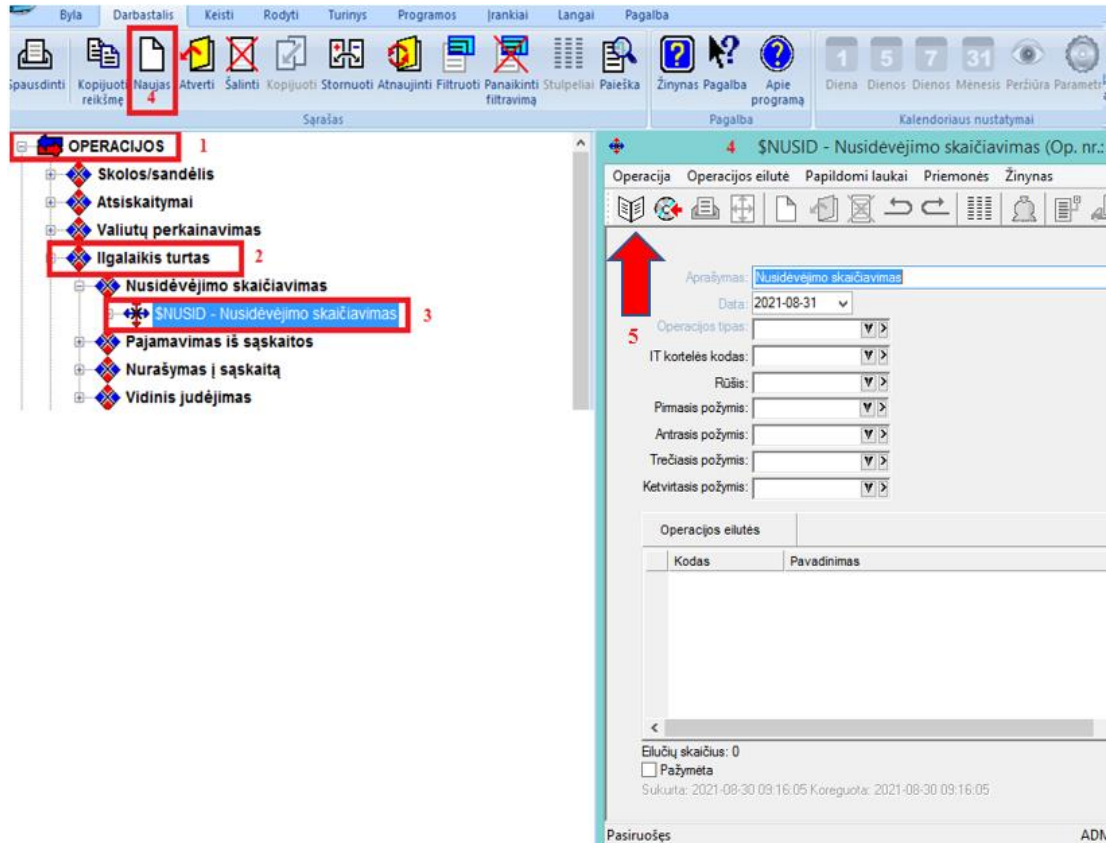 Byla Darbastalis Keisti Rodyti Turinys Programos Įrankiai Langai Pagalba
Spausdinti Kopijuoti reikšmę Naujas Atverti Šalinti Kopijuoti Stornuoti Atnaujinti Filtruoti Panaikinti filtravimą Stulpeliai Paieška Žinynas Pagalba Apie programą Diena Dienos Dienos Mėnesis Peržiūra
4
1 5 7 31
Sąrašas Pagalba Kalendoriaus nustatymai
OPERACIJOS 1
Skolos/sandėlis
Atsiskaitymai
Valiutų perkainavimas
Ilgalaikis turtas 2
Nusidėvėjimo skaičiavimas
$NUSID - Nusidėvėjimo skaičiavimas 3
Pajamavimas iš sąskaitos
Nurašymas į sąskaitą
Vidinis judėjimas
4 $NUSID - Nusidėvėjimo skaičiavimas (Op. nr.:
Operacija Operacijos eilutė Papildomi laukai Priemonės Žinynas
Aprašymas: Nusidėvėjimo skaičiavimas
Data: 2021-08-31
5
Operacijos tipas:
IT kortelės kodas:
Rūšis:
Pirmasis požymis:
Antrasis požymis:
Trečiasis požymis:
Ketvirtasis požymis:
Operacijos eilutės
Kodas Pavadinimas
Eilučių skaičius: 0
Pažymėta
Sukurta: 2021-08-30 09:16:05 Koreguota: 2021-08-30 09:16:05
Pasiruošęs